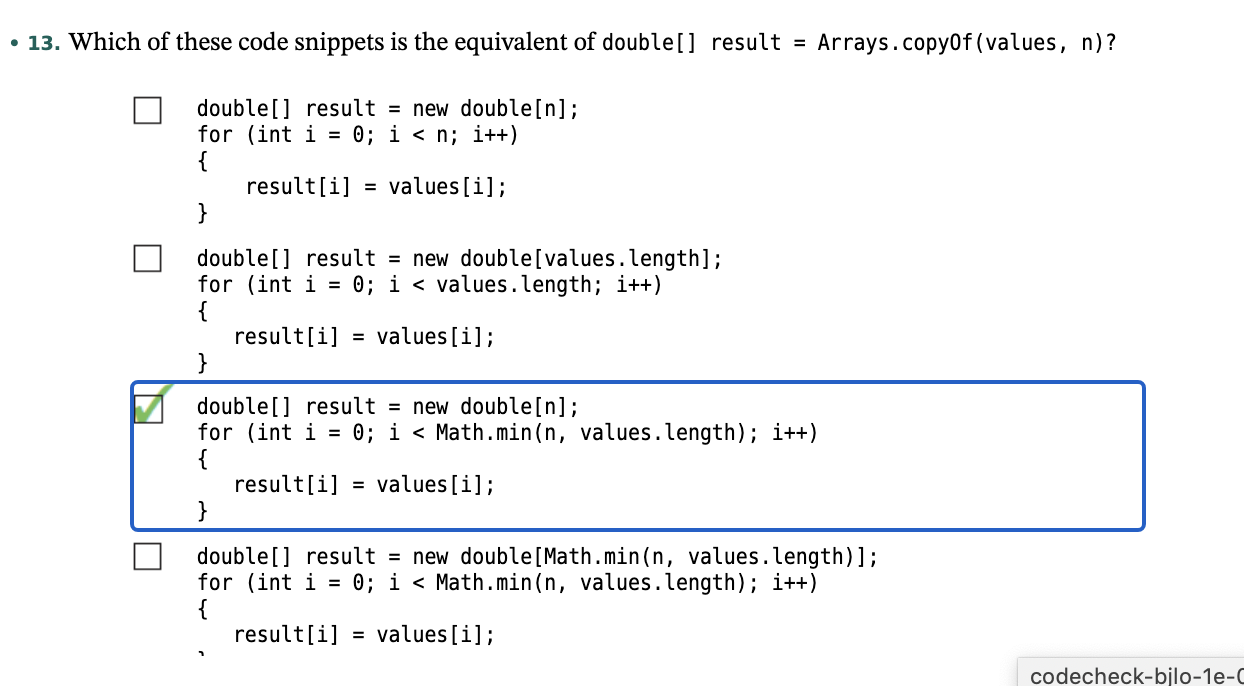 • 13. Which of these code snippets is the equivalent of double[] result = Arrays.copyOf(values, n)?
double[] result = new double[n];
for (int i = 0; i < n; i++)
{
    result[i] = values[i];
}
double[] result = new double[values.length];
for (int i = 0; i < values.length; i++)
{
   result[i] = values[i];
}
double[] result = new double[n];
for (int i = 0; i < Math.min(n, values.length); i++)
{
   result[i] = values[i];
}
double[] result = new double[Math.min(n, values.length)];
for (int i = 0; i < Math.min(n, values.length); i++)
{
   result[i] = values[i];
codecheck-bjlo-1e-